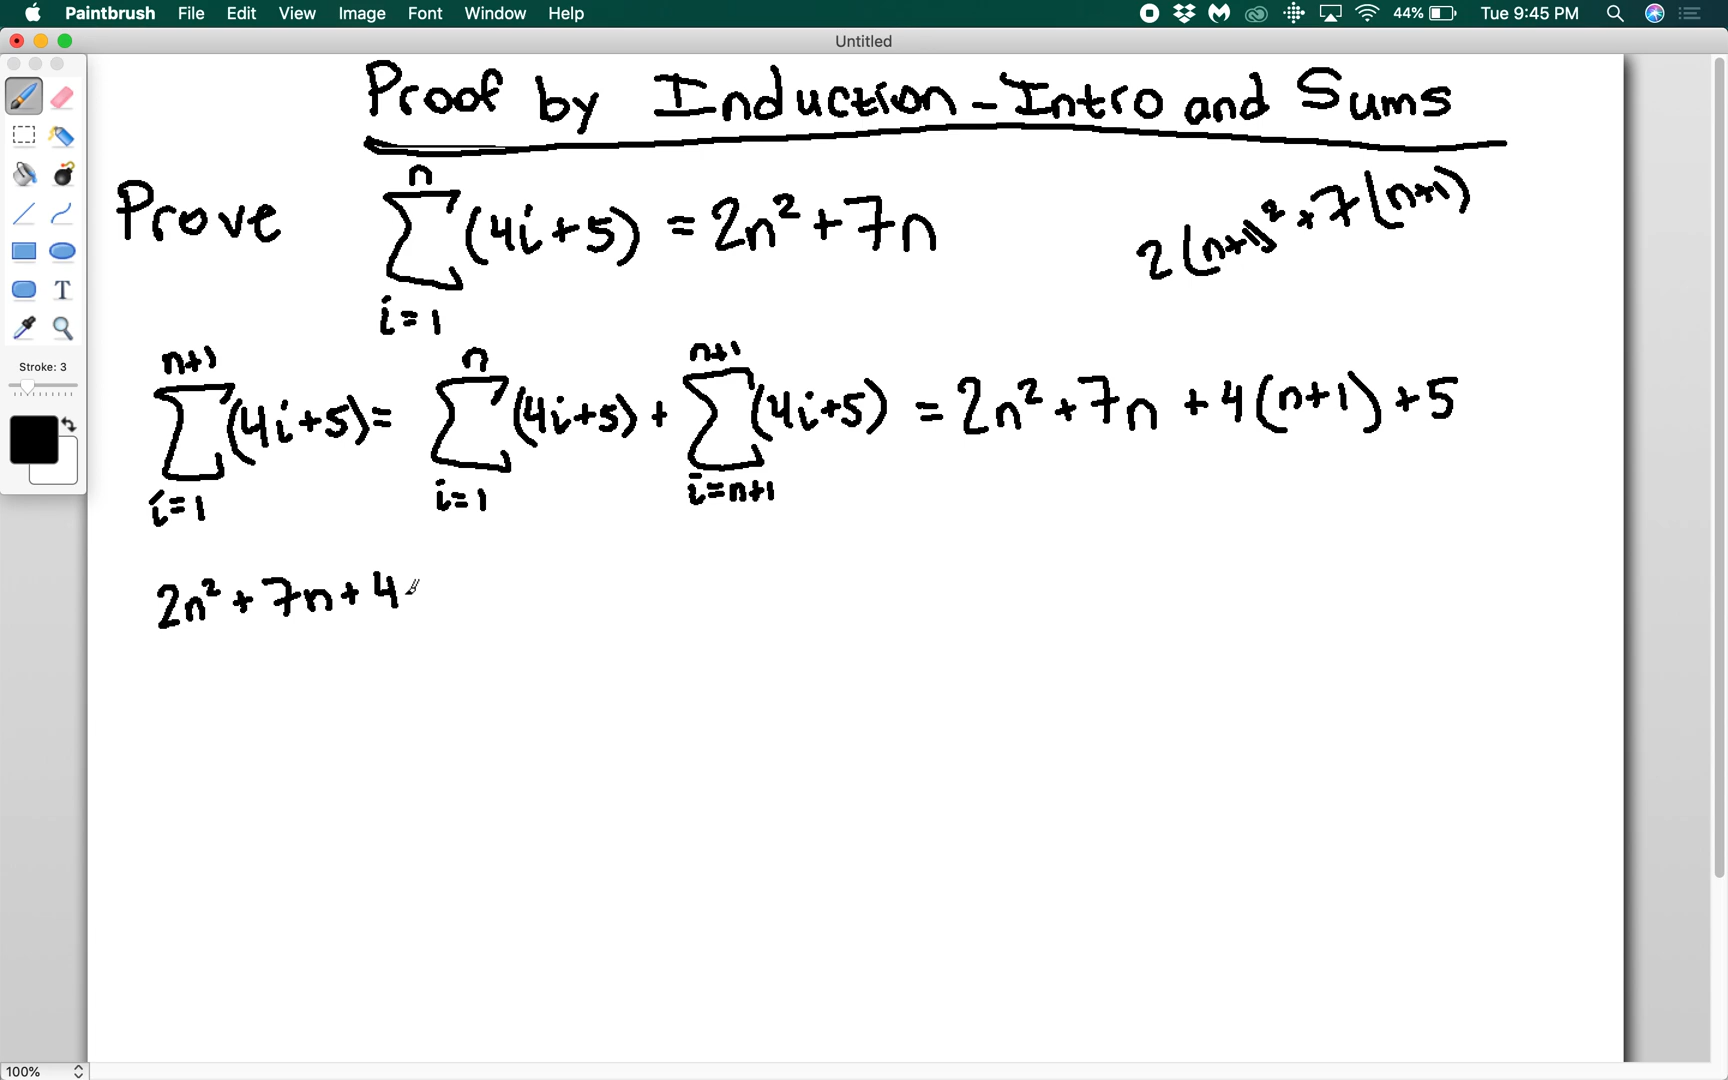 Paintbrush File Edit View Image Font Window Help 44% Tue 9:45 PM
Untitled
Proof by Induction - Intro and Sums
Prove n ∑ i=1 (4i+5) = 2n² + 7n
2(n+1)² + 7(n+1)
n+1 ∑ i=1 (4i+5) = n ∑ i=1 (4i+5) + n+1 ∑ i=n+1 (4i+5) = 2n² + 7n + 4(n+1) + 5
2n² + 7n + 4
T
Stroke: 3
100%